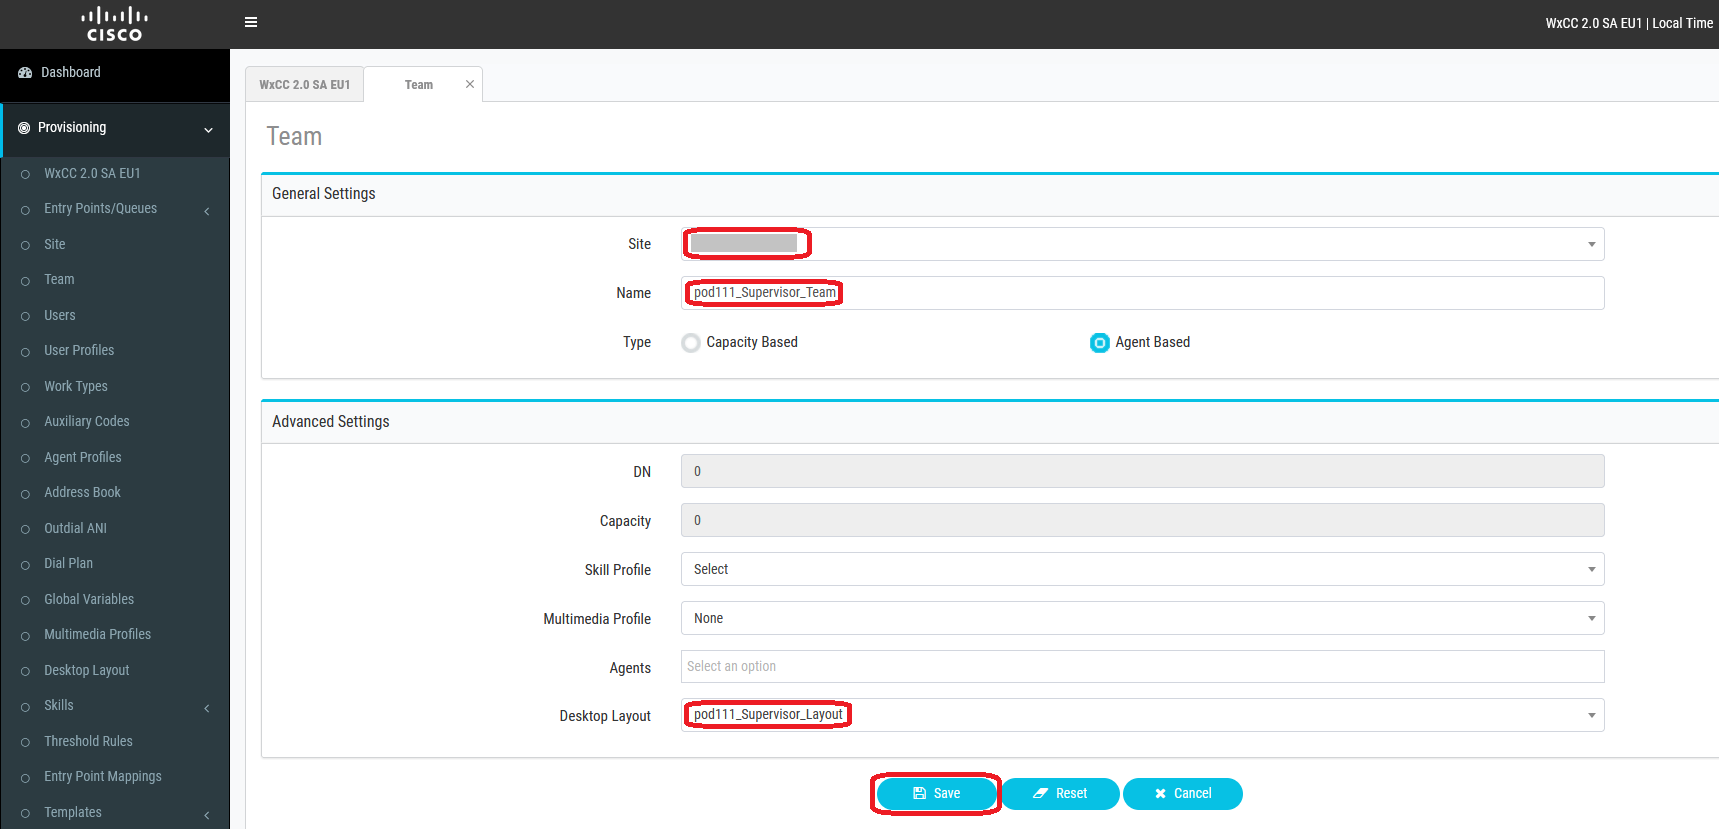 CISCO
WxCC 2.0 SA EU1 | Local Time
Dashboard
Provisioning
WxCC 2.0 SA EU1
Entry Points/Queues
Site
Team
Users
User Profiles
Work Types
Auxiliary Codes
Agent Profiles
Address Book
Outdial ANI
Dial Plan
Global Variables
Multimedia Profiles
Desktop Layout
Skills
Threshold Rules
Entry Point Mappings
Templates
WxCC 2.0 SA EU1
Team
Team
General Settings
Site
Name pod111_Supervisor_Team
Type Capacity Based Agent Based
Advanced Settings
DN 0
Capacity 0
Skill Profile Select
Multimedia Profile None
Agents Select an option
Desktop Layout pod111_Supervisor_Layout
Save Reset Cancel